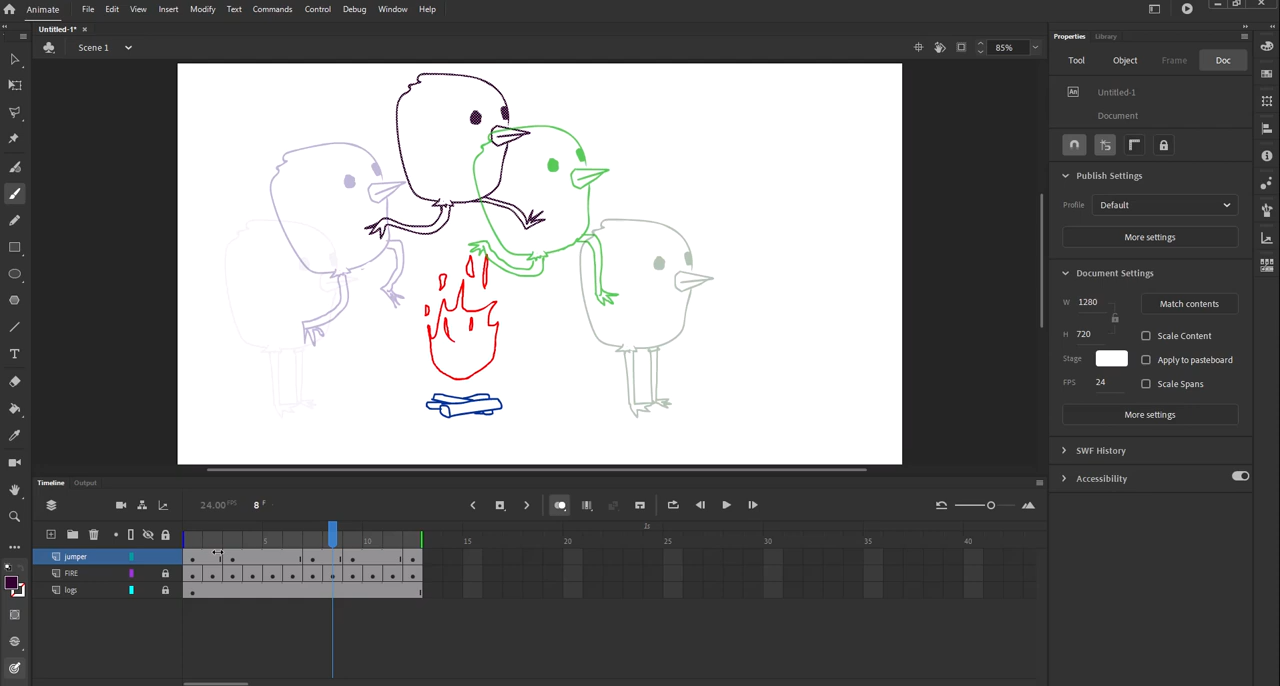 Animate File Edit View Insert Modify Text Commands Control Debug Window Help
Untitled-1*
Scene 1
85%
Properties Library
Tool Object Frame Doc
Untitled-1
Document
Publish Settings
Profile Default
More settings
Document Settings
W 1280 Match contents
H 720 Scale Content
Stage Apply to pasteboard
FPS 24 Scale Spans
More settings
SWF History
Accessibility
Timeline Output
24.00 FPS 8 F
1s
5 10 15 20 25 30 35 40
jumper
FIRE
logs